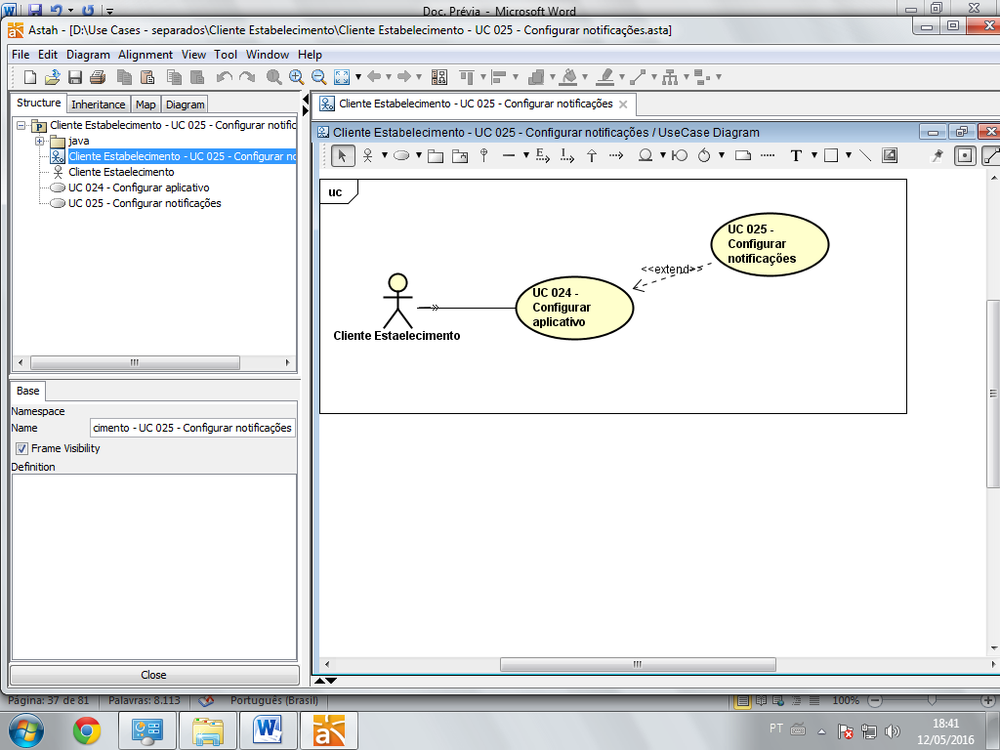 Doc. Prévia - Microsoft Word
Astah - [D:\Use Cases - separados\Cliente Estabelecimento\Cliente Estabelecimento - UC 025 - Configurar notificações.asta]
File Edit Diagram Alignment View Tool Window Help
Structure Inheritance Map Diagram
Cliente Estabelecimento - UC 025 - Configurar notificações
Cliente Estabelecimento - UC 025 - Configurar notific
java
Cliente Estabelecimento - UC 025 - Configurar no
Cliente Estaelecimento
UC 024 - Configurar aplicativo
UC 025 - Configurar notificações
Cliente Estabelecimento - UC 025 - Configurar notificações / UseCase Diagram
T
uc
UC 025 -
Configurar
notificações
<<extend>>
UC 024 -
Configurar
aplicativo
Cliente Estaelecimento
Base
Namespace
Name cimento - UC 025 - Configurar notificações
Frame Visibility
Definition
Close
Página: 37 de 81 Palavras: 8.113 Português (Brasil) 100%
PT 18:41
12/05/2016